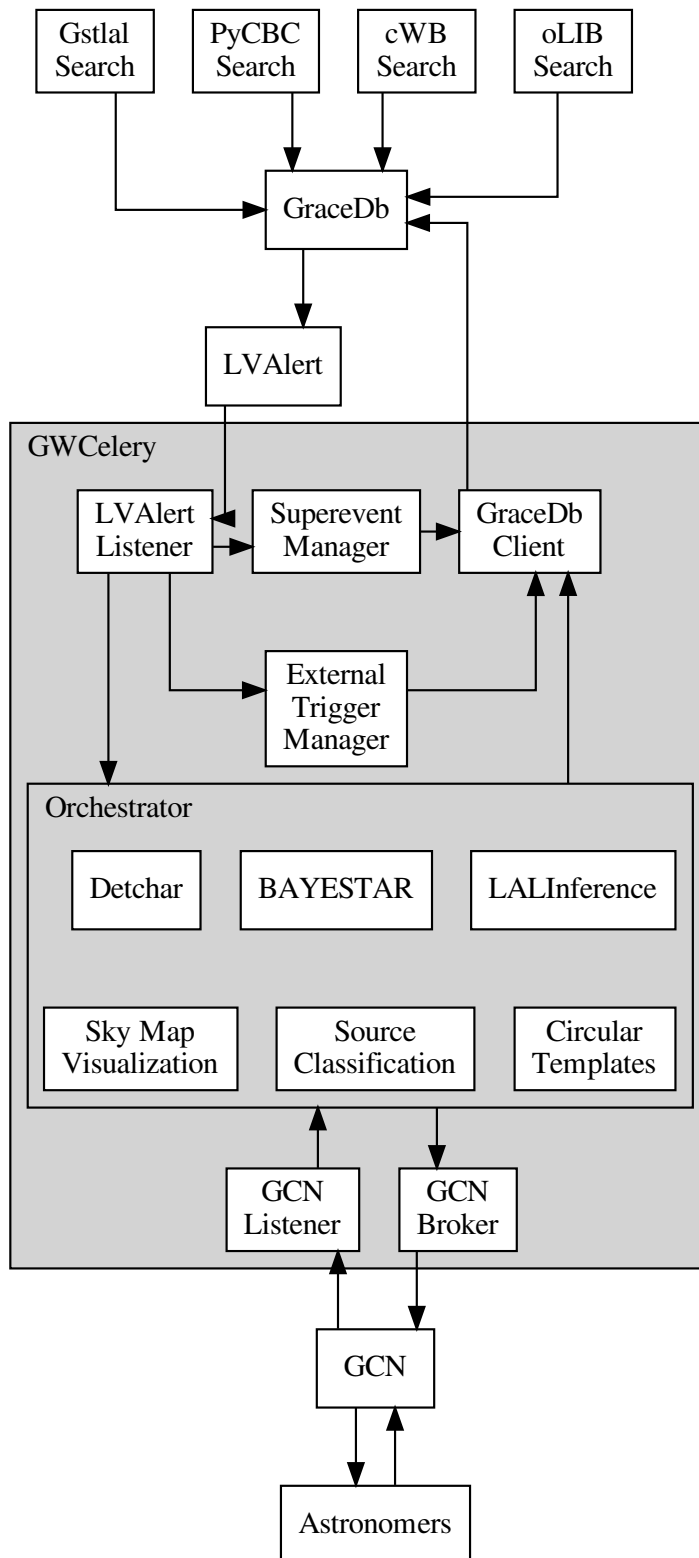 Gstlal
Search
PyCBC
Search
cWB
Search
oLIB
Search
GraceDb
LVAlert
GWCelery
LVAlert
Listener
Superevent
Manager
GraceDb
Client
External
Trigger
Manager
Orchestrator
Detchar
BAYESTAR
LALInference
Sky Map
Visualization
Source
Classification
Circular
Templates
GCN
Listener
GCN
Broker
GCN
Astronomers